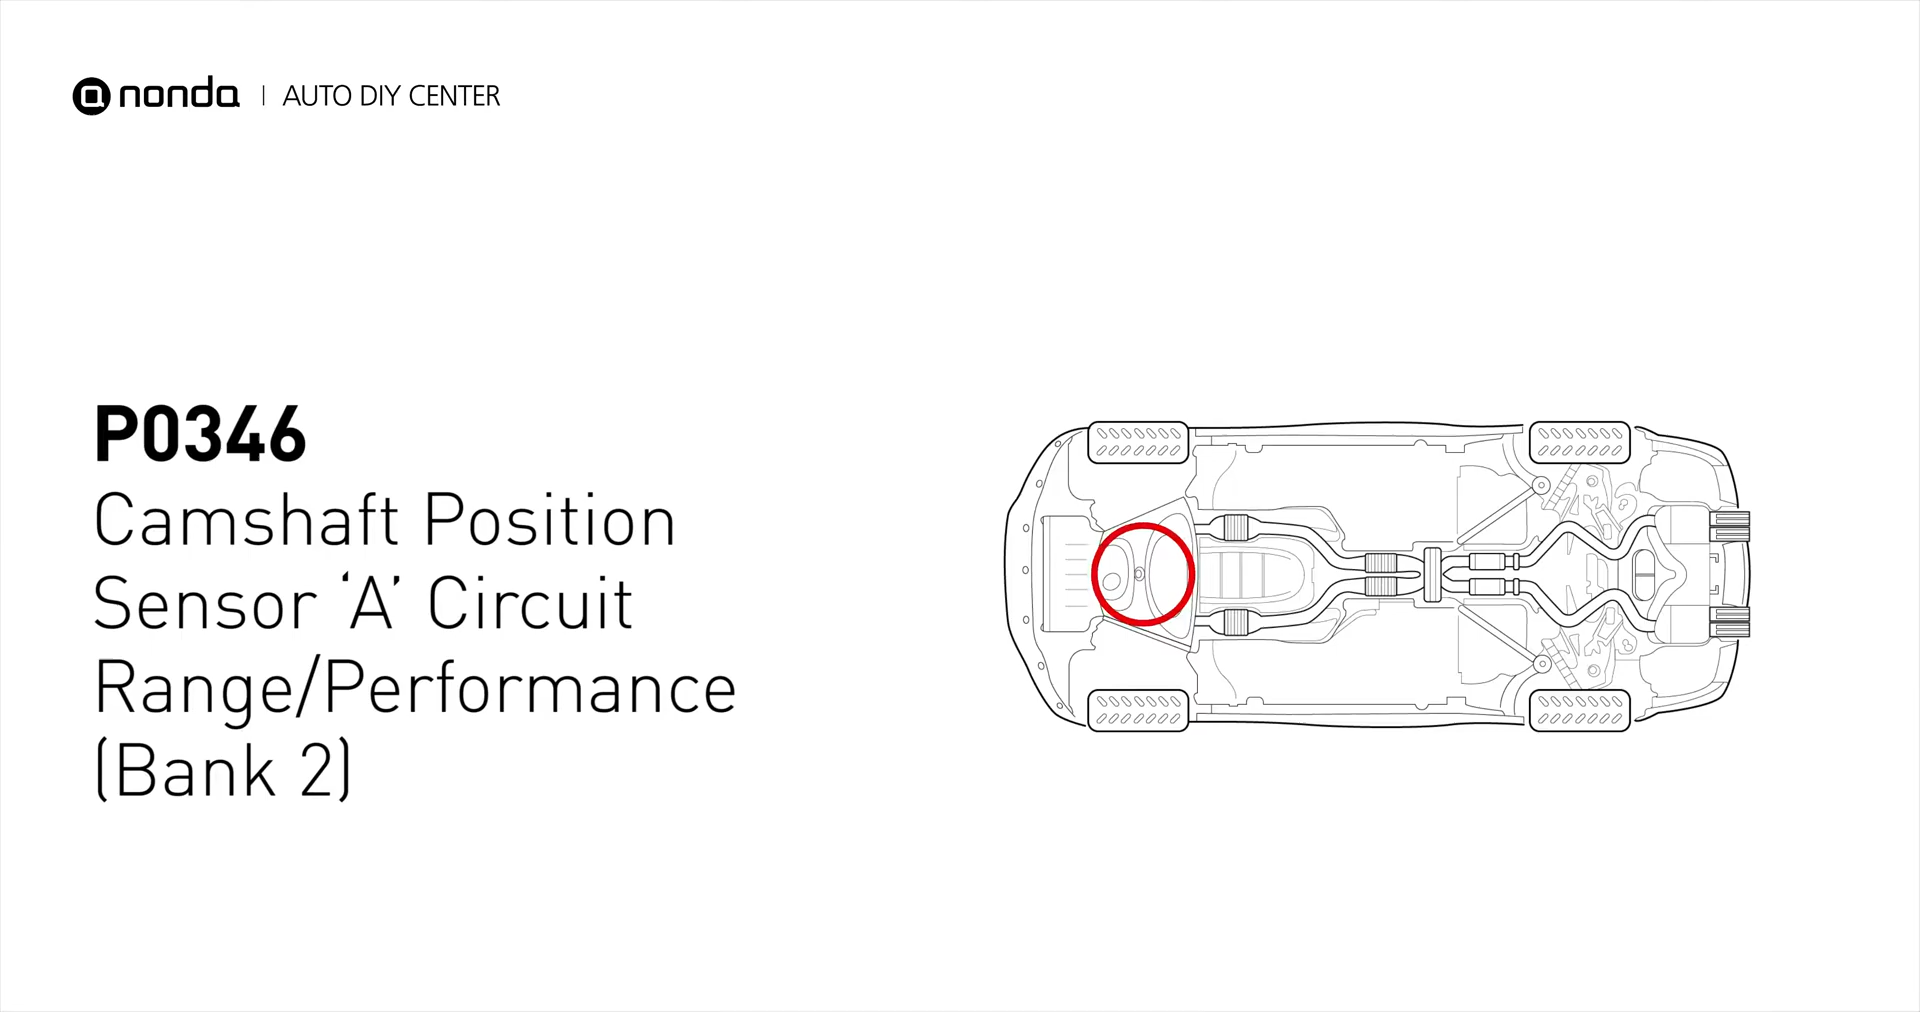 nonda | AUTO DIY CENTER
P0346
Camshaft Position
Sensor ‘A’ Circuit
Range/Performance
(Bank 2)